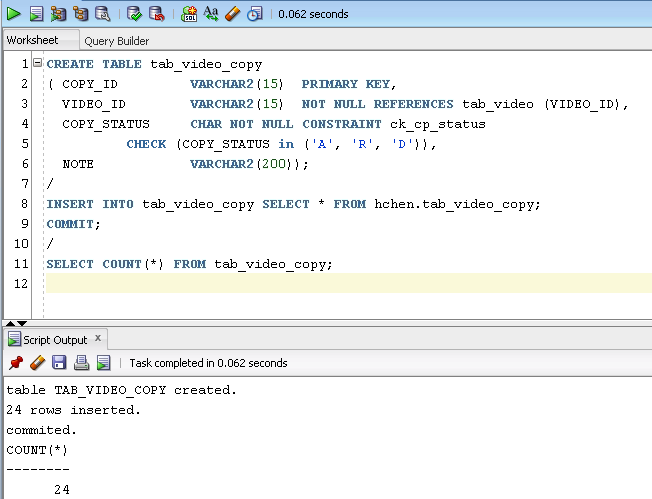 0.062 seconds
Worksheet Query Builder
1 CREATE TABLE tab_video_copy
2 ( COPY_ID VARCHAR2(15) PRIMARY KEY,
3 VIDEO_ID VARCHAR2(15) NOT NULL REFERENCES tab_video (VIDEO_ID),
4 COPY_STATUS CHAR NOT NULL CONSTRAINT ck_cp_status
5 CHECK (COPY_STATUS in ('A', 'R', 'D')),
6 NOTE VARCHAR2(200));
7 /
8 INSERT INTO tab_video_copy SELECT * FROM hchen.tab_video_copy;
9 COMMIT;
10 /
11 SELECT COUNT(*) FROM tab_video_copy;
12
Script Output x
Task completed in 0.062 seconds
table TAB_VIDEO_COPY created.
24 rows inserted.
commited.
COUNT(*)
--------
24